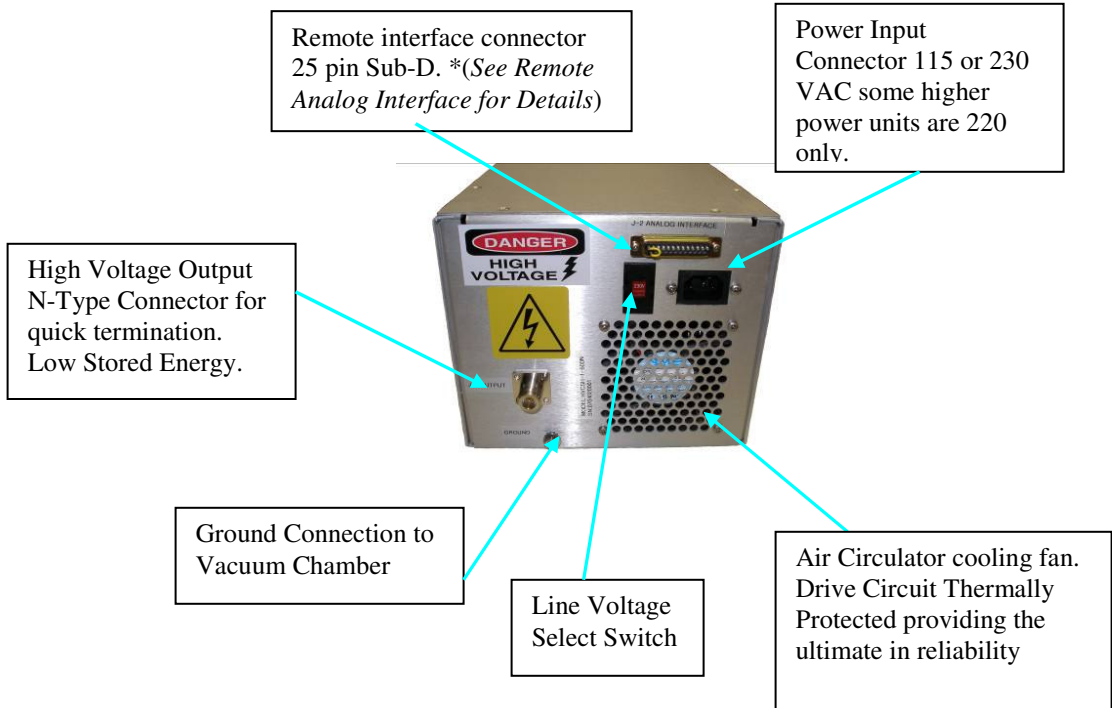 Remote interface connector
25 pin Sub-D. *(See Remote
Analog Interface for Details)
Power Input
Connector 115 or 230
VAC some higher
power units are 220
only.
J-2 ANALOG INTERFACE
DANGER
HIGH
VOLTAGE
230V
High Voltage Output
N-Type Connector for
quick termination.
Low Stored Energy.
GROUND
Ground Connection to
Vacuum Chamber
Line Voltage
Select Switch
Air Circulator cooling fan.
Drive Circuit Thermally
Protected providing the
ultimate in reliability